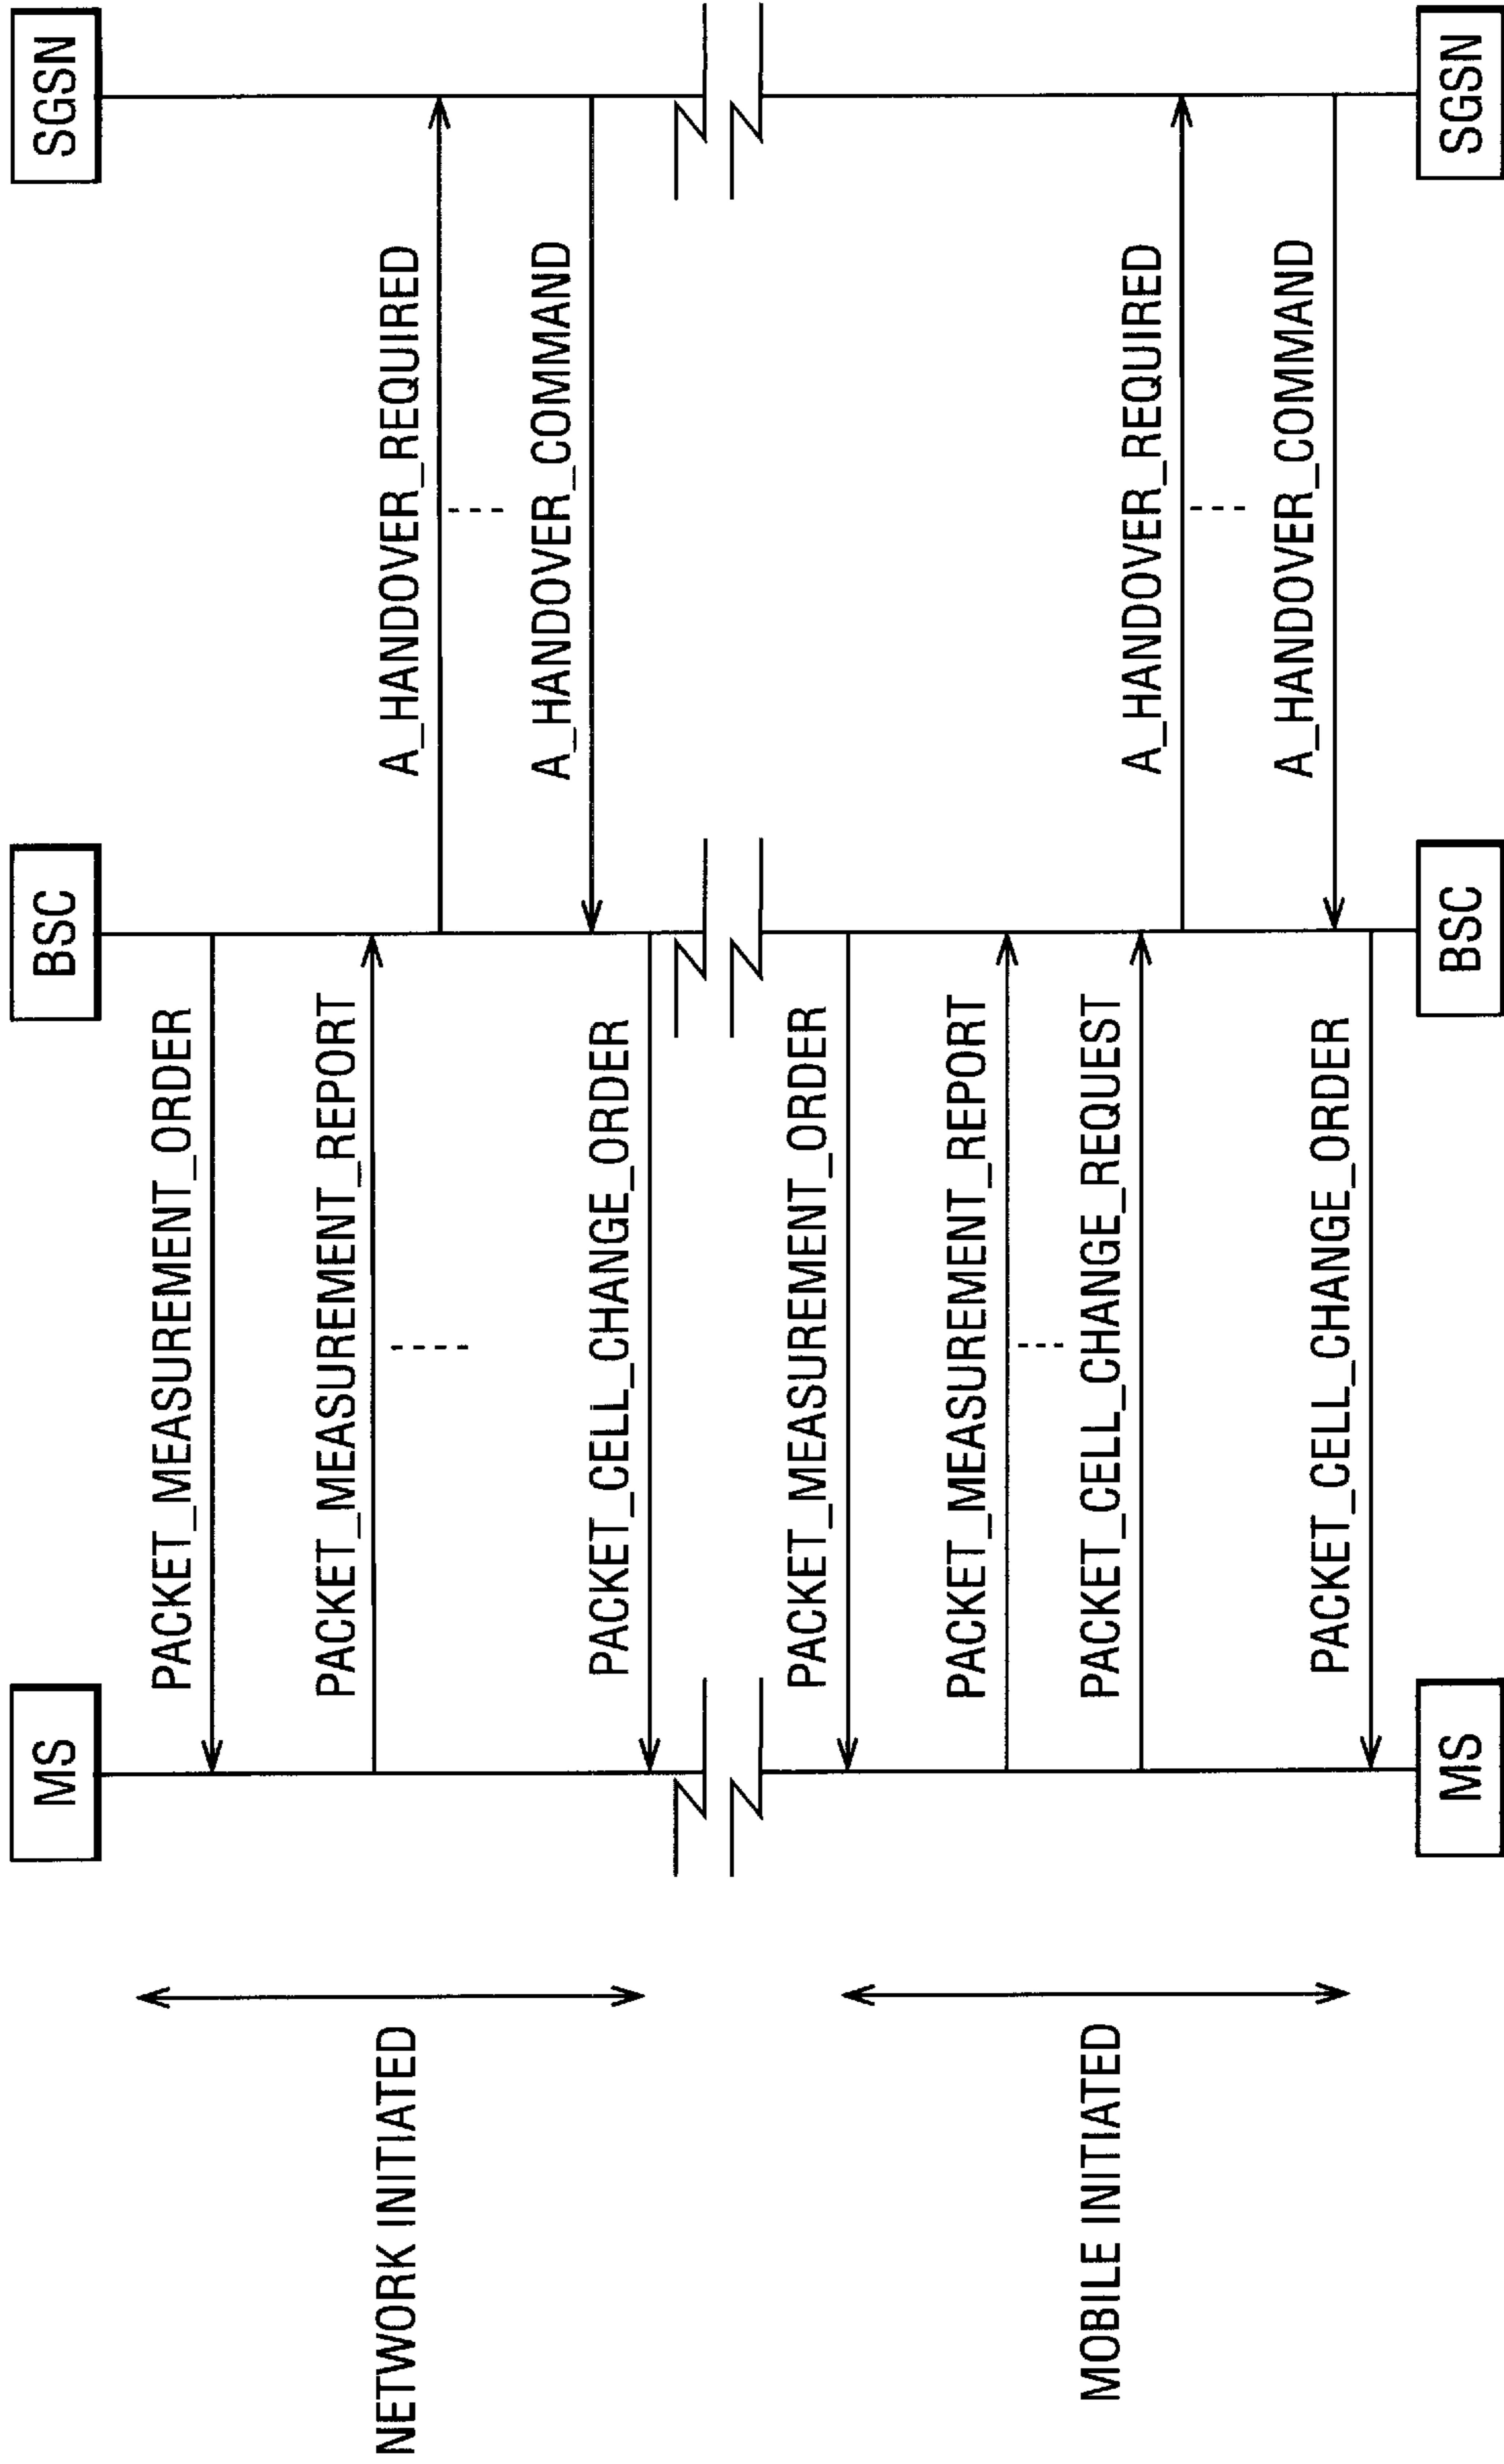 MS
BSC
SGSN
NETWORK INITIATED
PACKET_MEASUREMENT_ORDER
PACKET_MEASUREMENT_REPORT
A_HANDOVER_REQUIRED
A_HANDOVER_COMMAND
PACKET_CELL_CHANGE_ORDER
MOBILE INITIATED
PACKET_MEASUREMENT_ORDER
PACKET_MEASUREMENT_REPORT
PACKET_CELL_CHANGE_REQUEST
A_HANDOVER_REQUIRED
A_HANDOVER_COMMAND
PACKET_CELL_CHANGE_ORDER
MS
BSC
SGSN